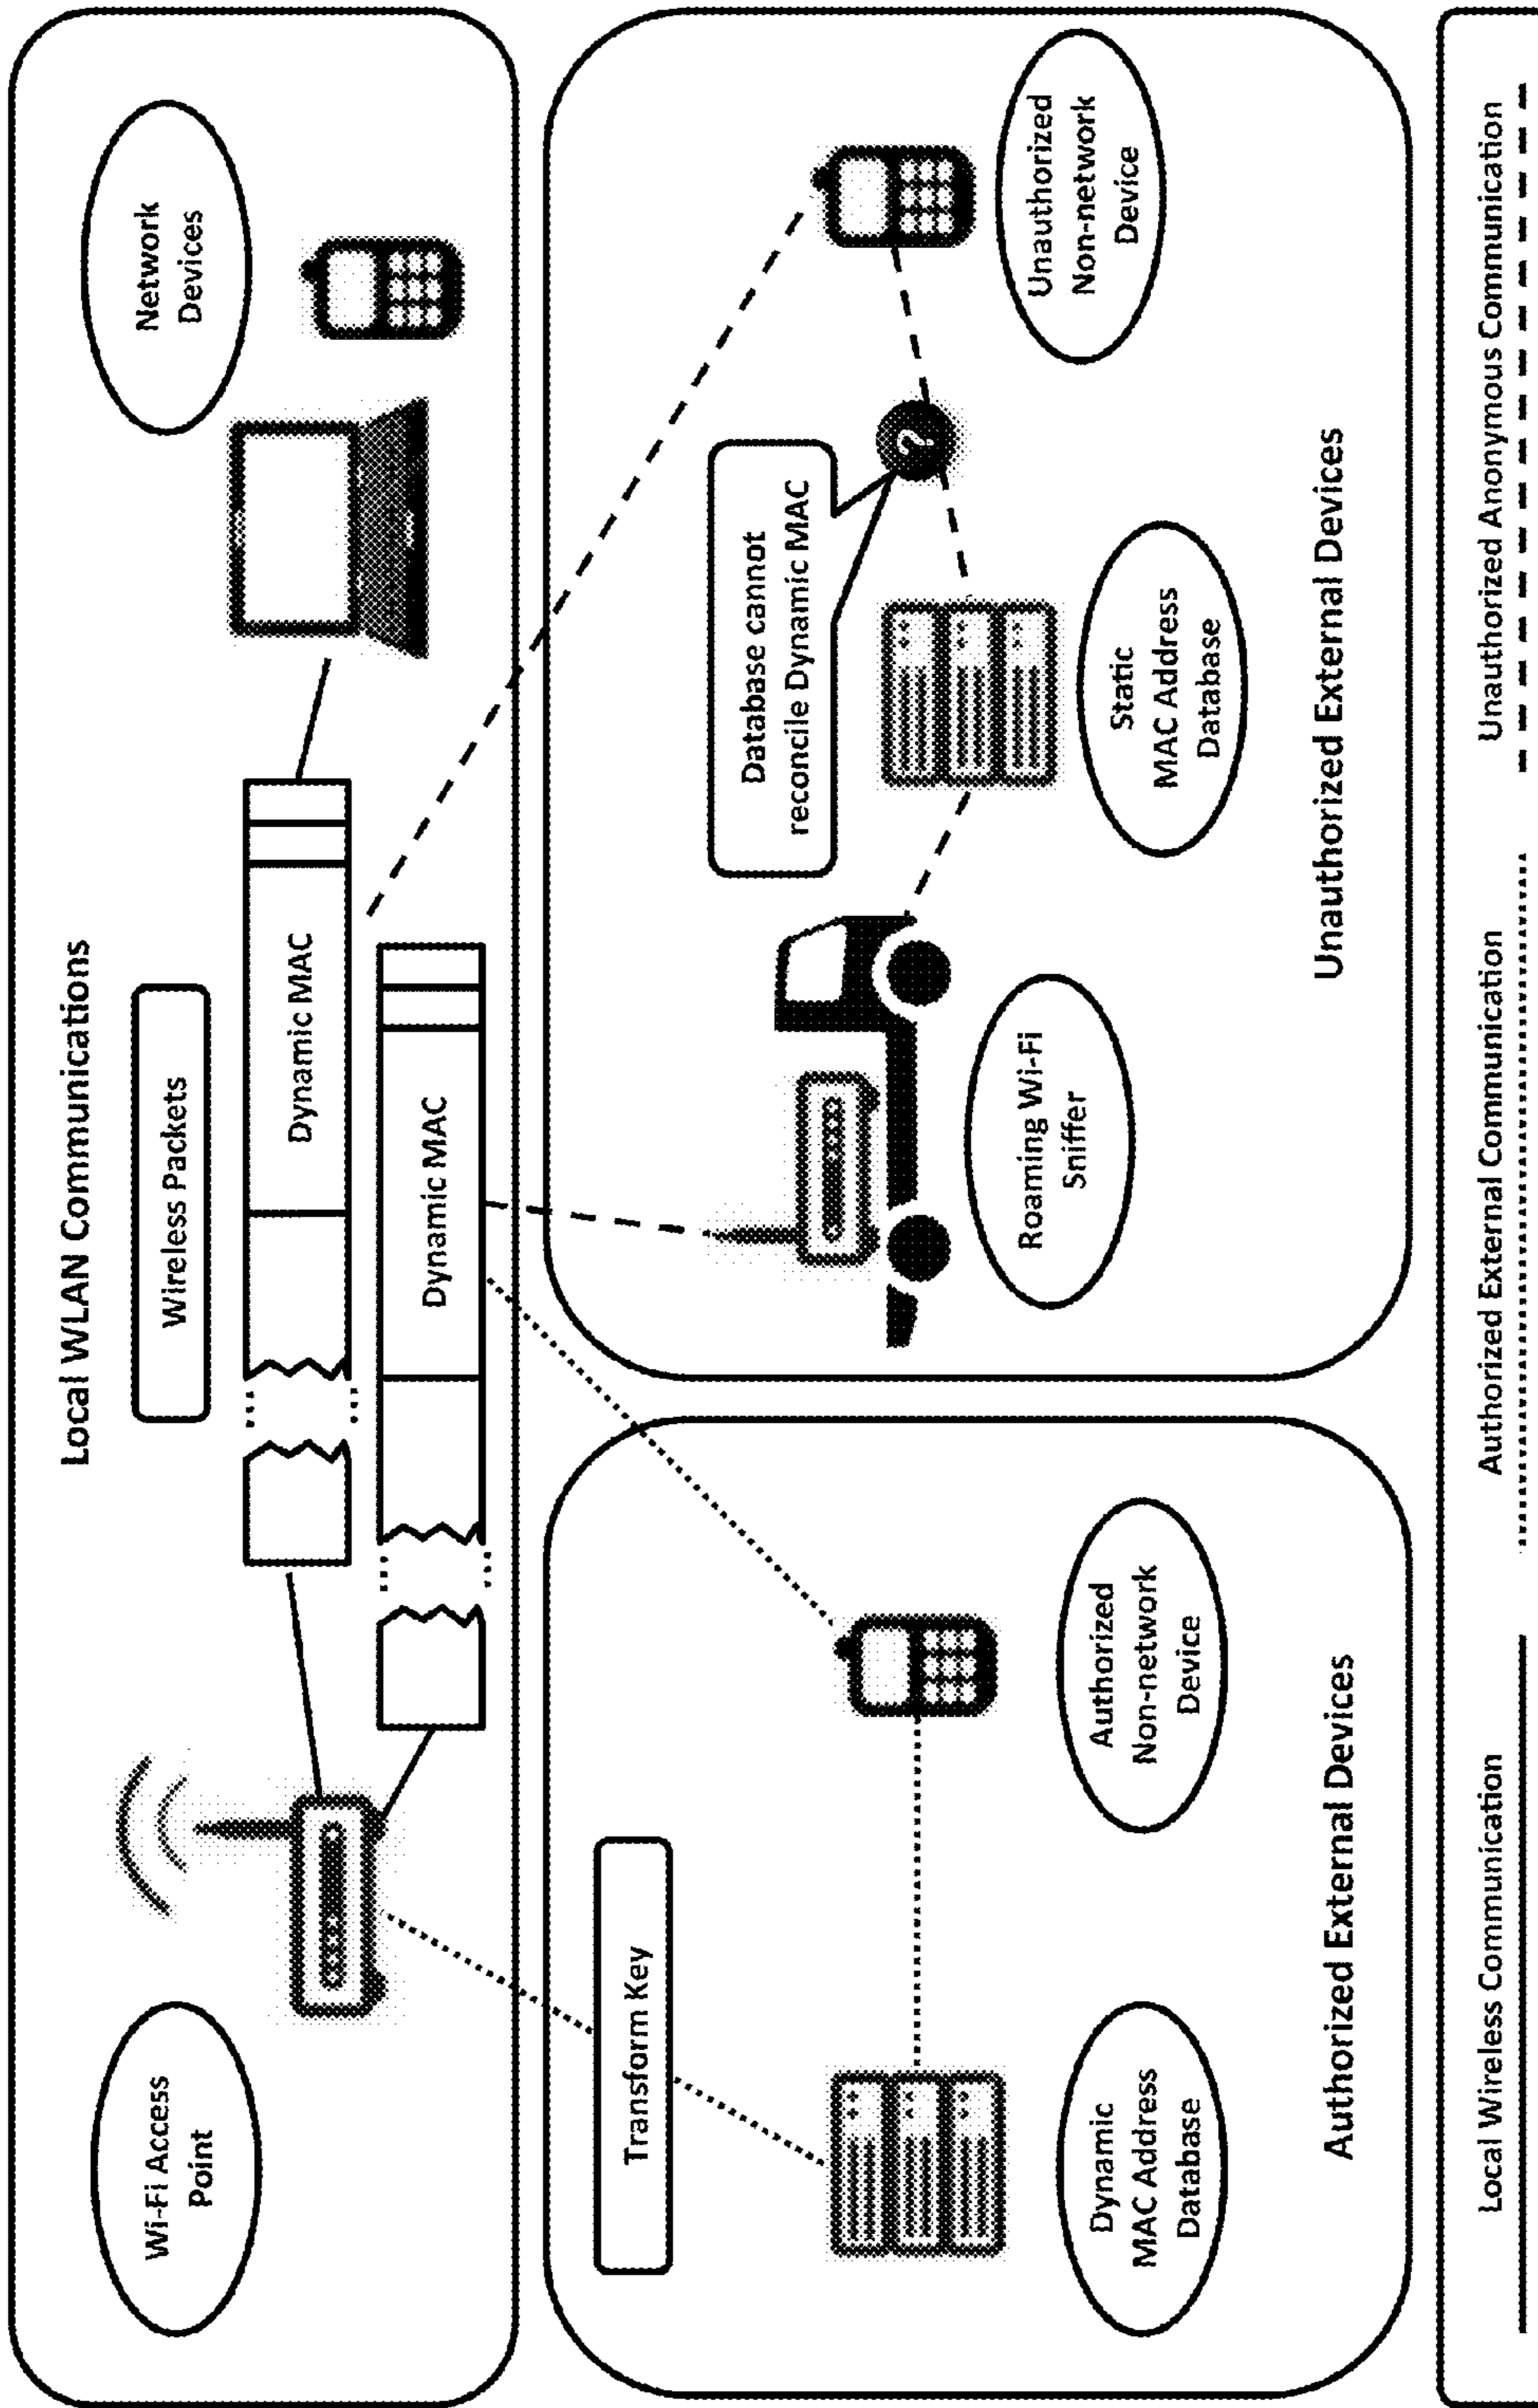 Local WLAN Communications
Wi-Fi Access
Point
Wireless Packets
Network
Devices
Dynamic MAC
Dynamic MAC
Transform Key
Dynamic
MAC Address
Database
Authorized
Non-network
Device
Authorized External Devices
Database cannot
reconcile Dynamic MAC
?
Roaming Wi-Fi
Sniffer
Static
MAC Address
Database
Unauthorized
Non-network
Device
Unauthorized External Devices
Local Wireless Communication
Authorized External Communication
Unauthorized Anonymous Communication